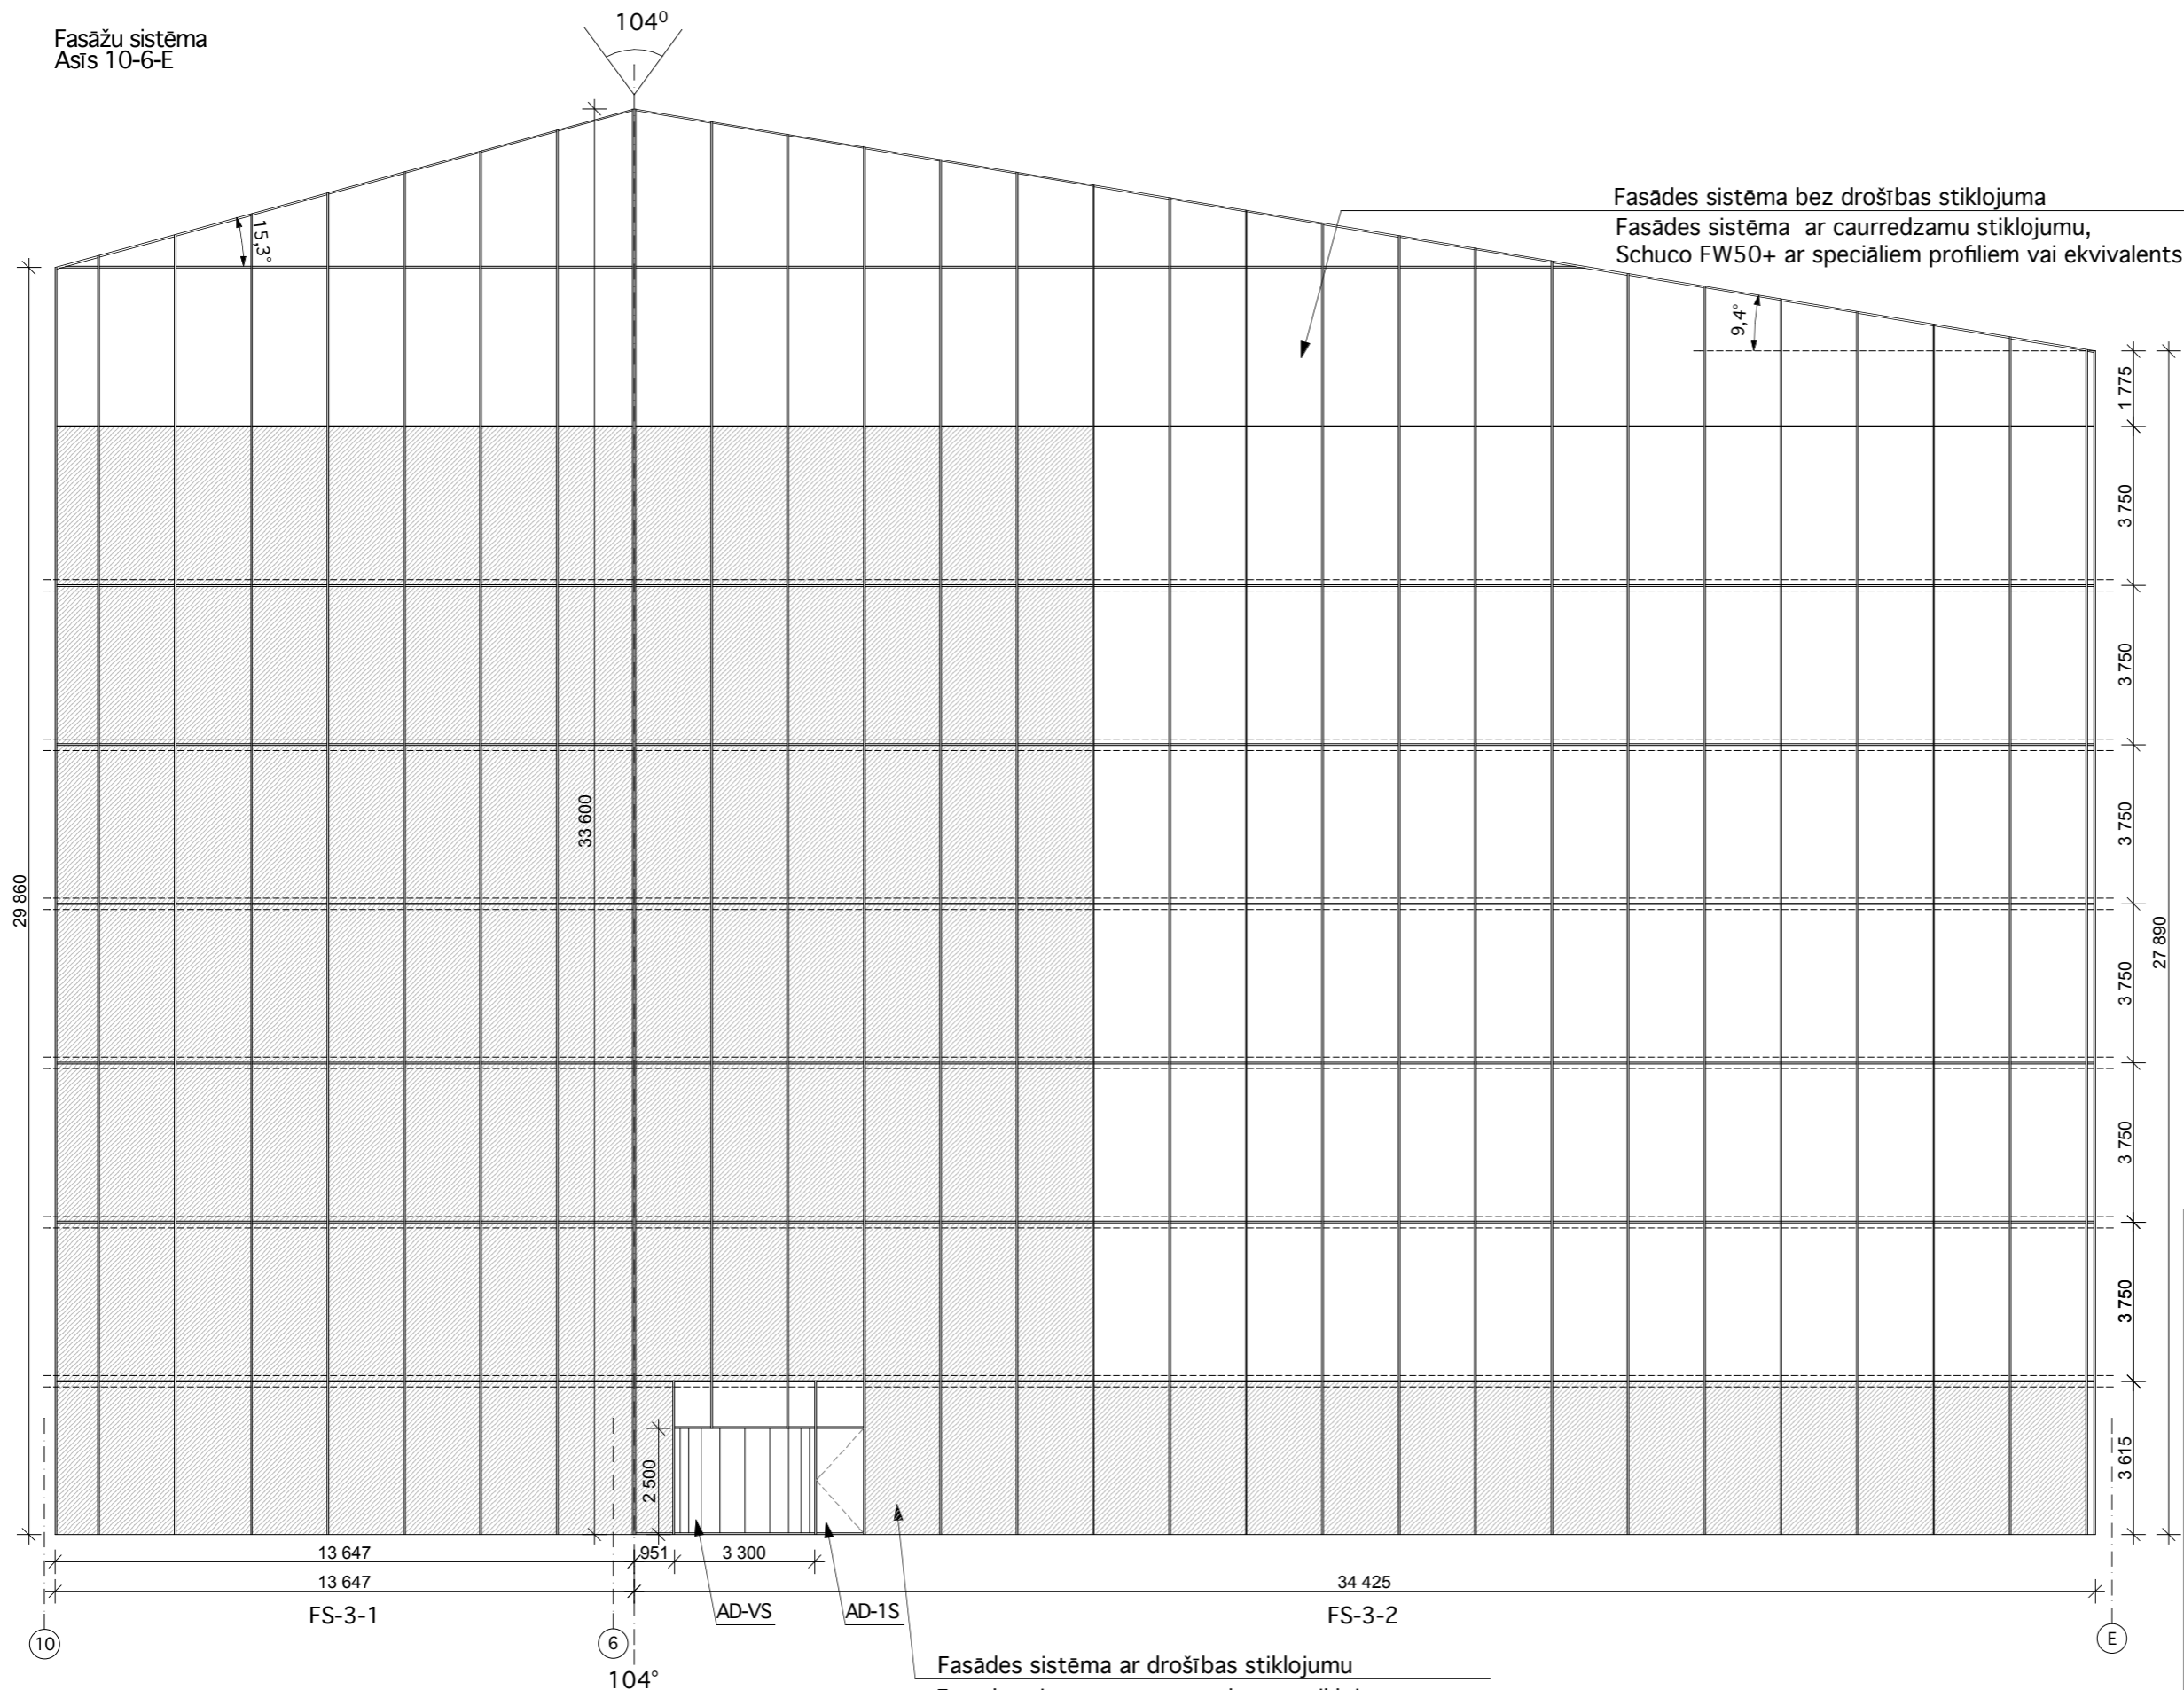 Fasāžu sistēma
Asīs 10-6-E
104⁰
Fasādes sistēma bez drošības stiklojuma
Fasādes sistēma ar caurredzamu stiklojumu,
Schuco FW50+ ar speciāliem profiliem vai ekvivalents
15,3°
9,4°
1 775
3 750
3 750
3 750
3 750
3 750
3 750
3 615
27 890
29 860
33 600
2 500
13 647
951
3 300
13 647
34 425
FS-3-1
AD-VS
AD-1S
FS-3-2
10
6
E
104°
Fasādes sistēma ar drošības stiklojumu